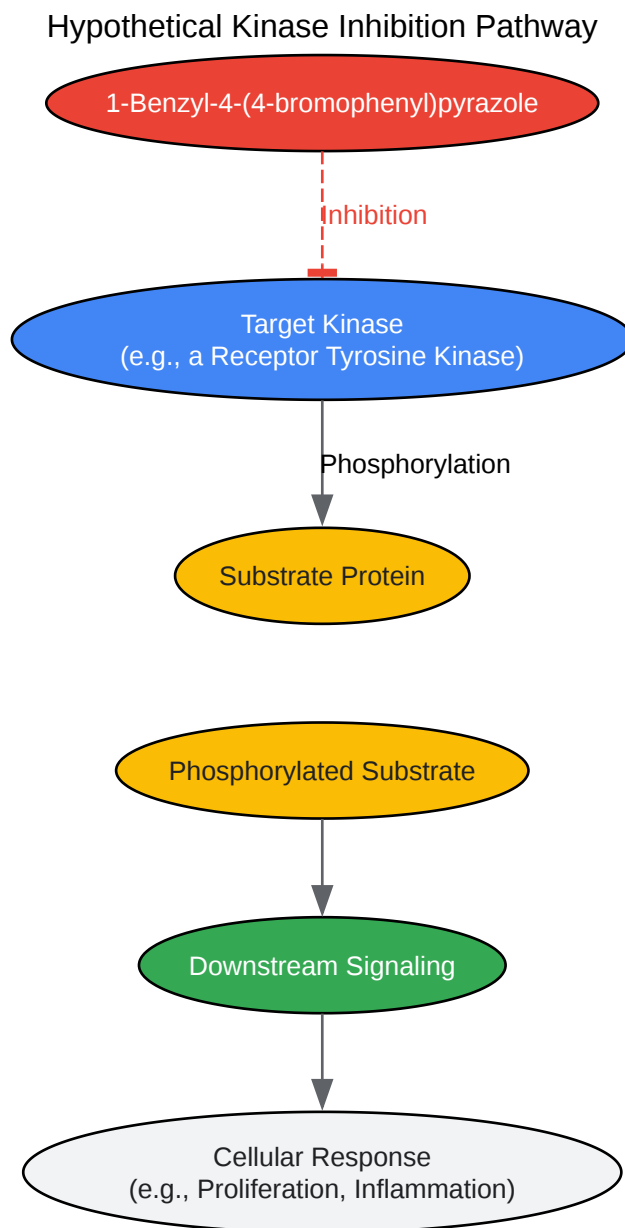 Hypothetical Kinase Inhibition Pathway
1-Benzyl-4-(4-bromophenyl)pyrazole
Inhibition
Target Kinase
(e.g., a Receptor Tyrosine Kinase)
Phosphorylation
Substrate Protein
Phosphorylated Substrate
Downstream Signaling
Cellular Response
(e.g., Proliferation, Inflammation)